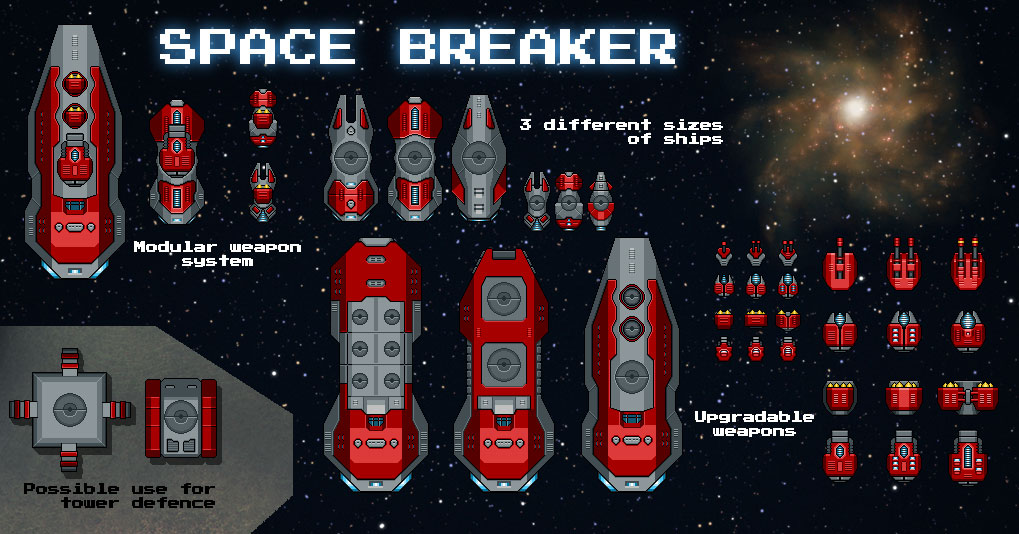 SPACE BREAKER
3 different sizes
of ships
Modular weapon
system
Upgradable
weapons
Possible use for
tower defence